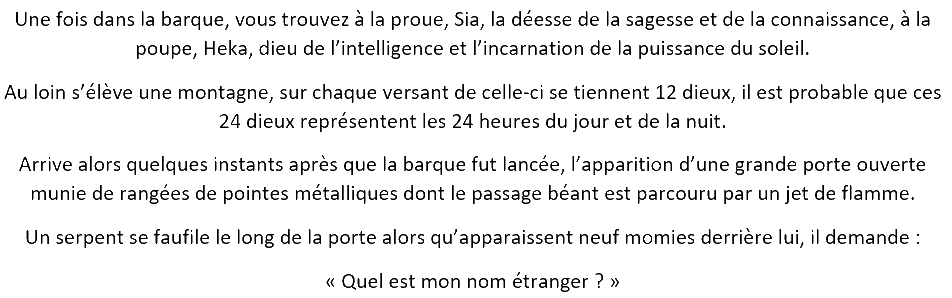 Une fois dans la barque, vous trouvez à la proue, Sia, la déesse de la sagesse et de la connaissance, à la
poupe, Heka, dieu de l’intelligence et l’incarnation de la puissance du soleil.
Au loin s’élève une montagne, sur chaque versant de celle-ci se tiennent 12 dieux, il est probable que ces
24 dieux représentent les 24 heures du jour et de la nuit.
Arrive alors quelques instants après que la barque fut lancée, l’apparition d’une grande porte ouverte
munie de rangées de pointes métalliques dont le passage béant est parcouru par un jet de flamme.
Un serpent se faufile le long de la porte alors qu’apparaissent neuf momies derrière lui, il demande :
« Quel est mon nom étranger ? »